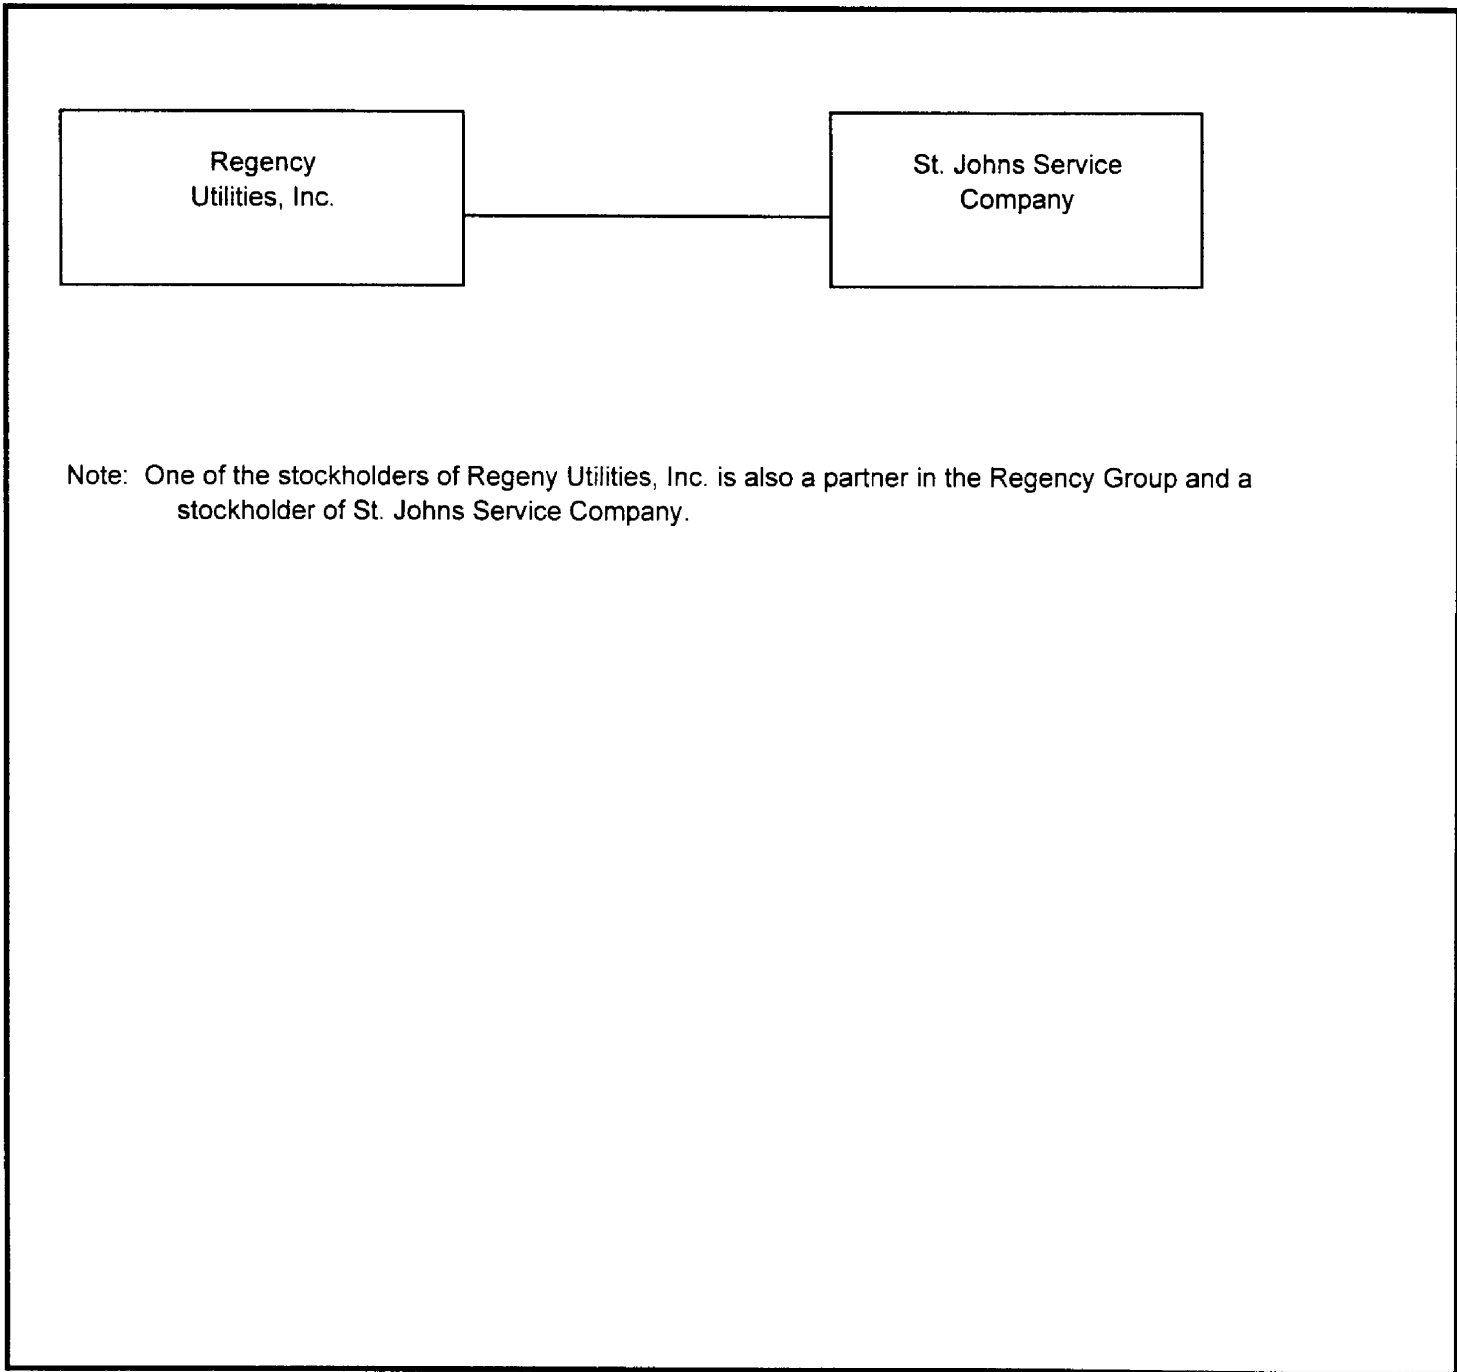 Regency
Utilities, Inc.
St. Johns Service
Company
Note: One of the stockholders of Regeny Utilities, Inc. is also a partner in the Regency Group and a
stockholder of St. Johns Service Company.